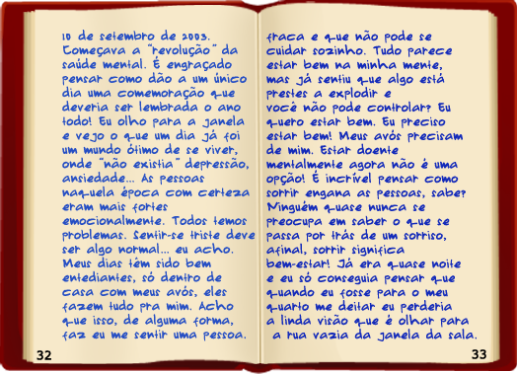 10 de setembro de 2003.
Começava a "revolução" da
saúde mental. É engraçado
pensar como dão a um único
dia uma comemoração que
deveria ser lembrada o ano
todo! Eu olho para a janela
e vejo o que um dia já foi
um mundo ótimo de se viver,
onde "não existia" depressão,
ansiedade... As pessoas
naquela época com certeza
eram mais fortes
emocionalmente. Todos temos
problemas. Sentir-se triste deve
ser algo normal... eu acho.
Meus dias têm sido bem
entediantes, só dentro de
casa com meus avós, eles
fazem tudo pra mim. Acho
que isso, de alguma forma,
faz eu me sentir uma pessoa.
32
fraca e que não pode se
cuidar sozinho. Tudo parece
estar bem na minha mente,
mas já sentiu que algo está
prestes a explodir e
você não pode controlar? Eu
quero estar bem. Eu preciso
estar bem! Meus avós precisam
de mim. Estar doente
mentalmente agora não é uma
opção! É incrível pensar como
sorrir engana as pessoas, sabe?
Ninguém quase nunca se
preocupa em saber o que se
passa por trás de um sorriso,
afinal, sorrir significa
bem-estar! Já era quase noite
e eu só conseguia pensar que
quando eu fosse para o meu
quarto me deitar eu perderia
a linda visão que é olhar para
a rua vazia da janela da sala.
33